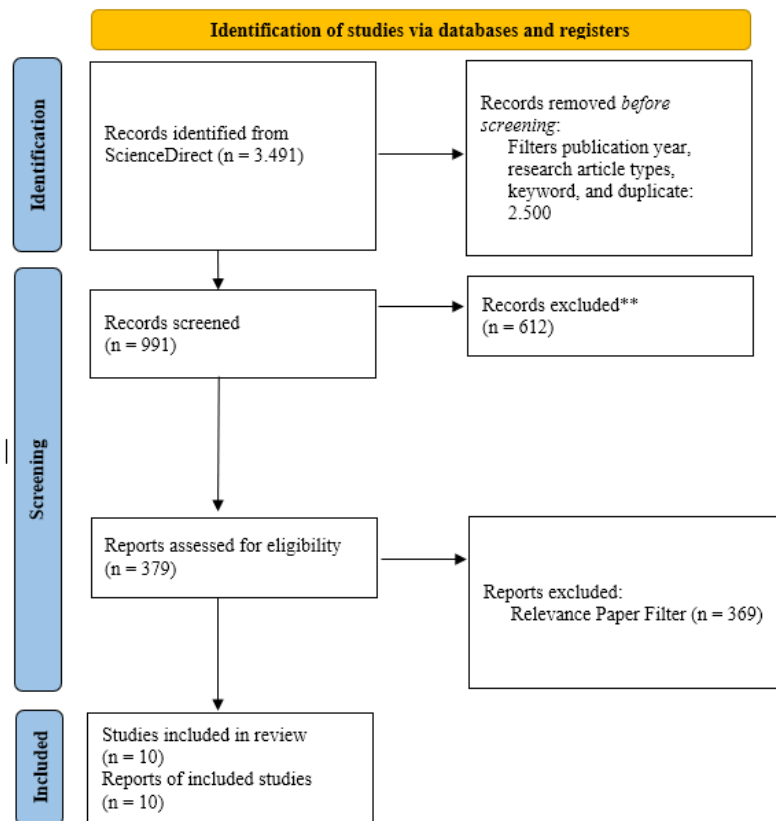 Identification of studies via databases and registers
Identification
Records identified from
ScienceDirect (n = 3.491)
Records removed before
screening:
Filters publication year,
research article types,
keyword, and duplicate:
2.500
Screening
Records screened
(n = 991)
Records excluded**
(n = 612)
Reports assessed for eligibility
(n = 379)
Reports excluded:
Relevance Paper Filter (n = 369)
Included
Studies included in review
(n = 10)
Reports of included studies
(n = 10)